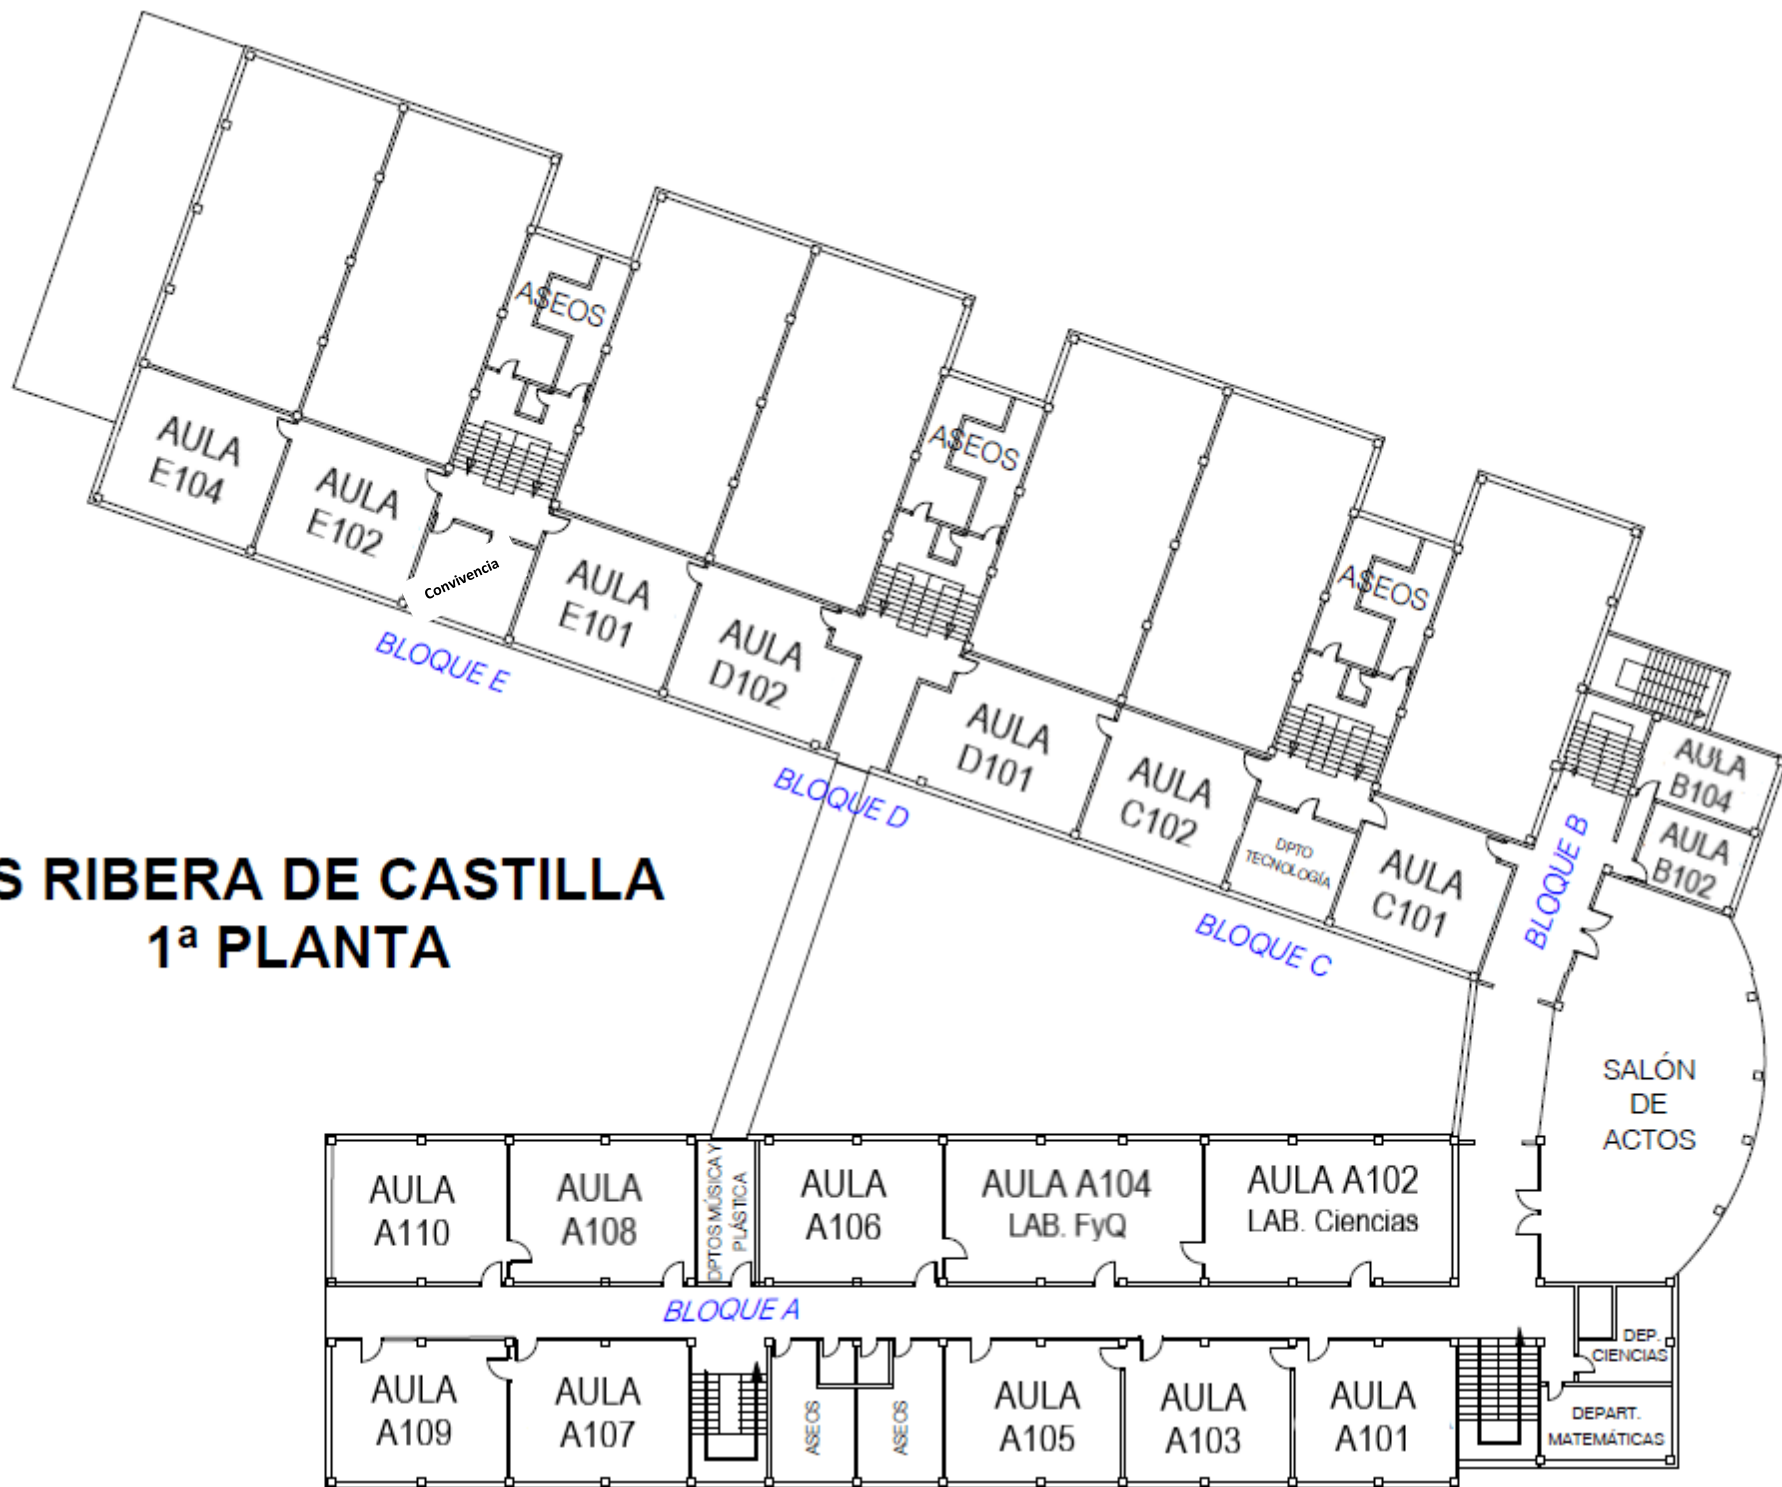 ASEOS
AULA
E104
AULA
E102
Convivencia
AULA
E101
BLOQUE E
ASEOS
AULA
D102
AULA
D101
BLOQUE D
ASEOS
AULA
C102
DPTO
TECNOLOGÍA
AULA
C101
BLOQUE C
AULA
B104
AULA
B102
BLOQUE B
S RIBERA DE CASTILLA
1ª PLANTA
SALÓN
DE
ACTOS
AULA
A110
AULA
A108
DPTOS MÚSICA Y
PLÁSTICA
AULA
A106
AULA A104
LAB. FyQ
AULA A102
LAB. Ciencias
BLOQUE A
AULA
A109
AULA
A107
ASEOS
ASEOS
AULA
A105
AULA
A103
AULA
A101
DEP.
CIENCIAS
DEPART.
MATEMÁTICAS